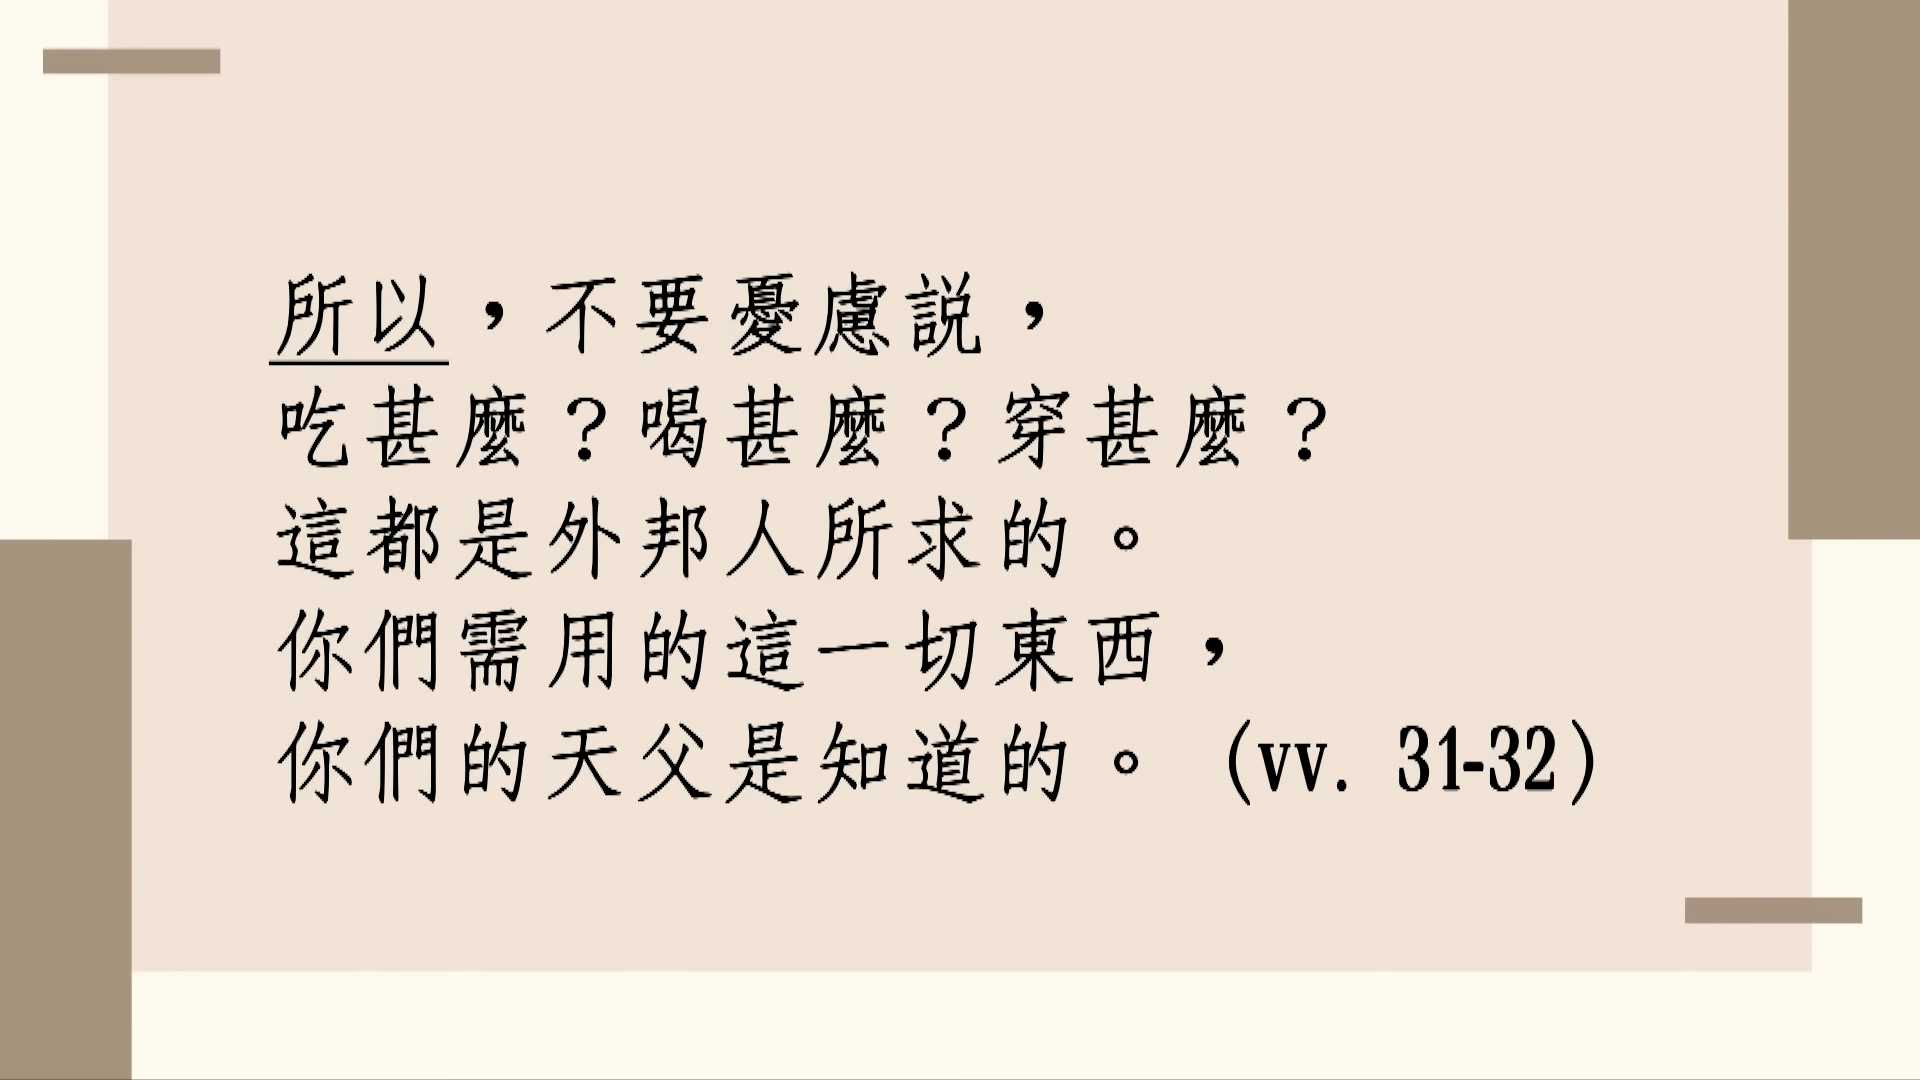 所以，不要憂慮説，
吃甚麼？喝甚麼？穿甚麼？
這都是外邦人所求的。
你們需用的這一切東西，
你們的天父是知道的。(vv. 31-32)